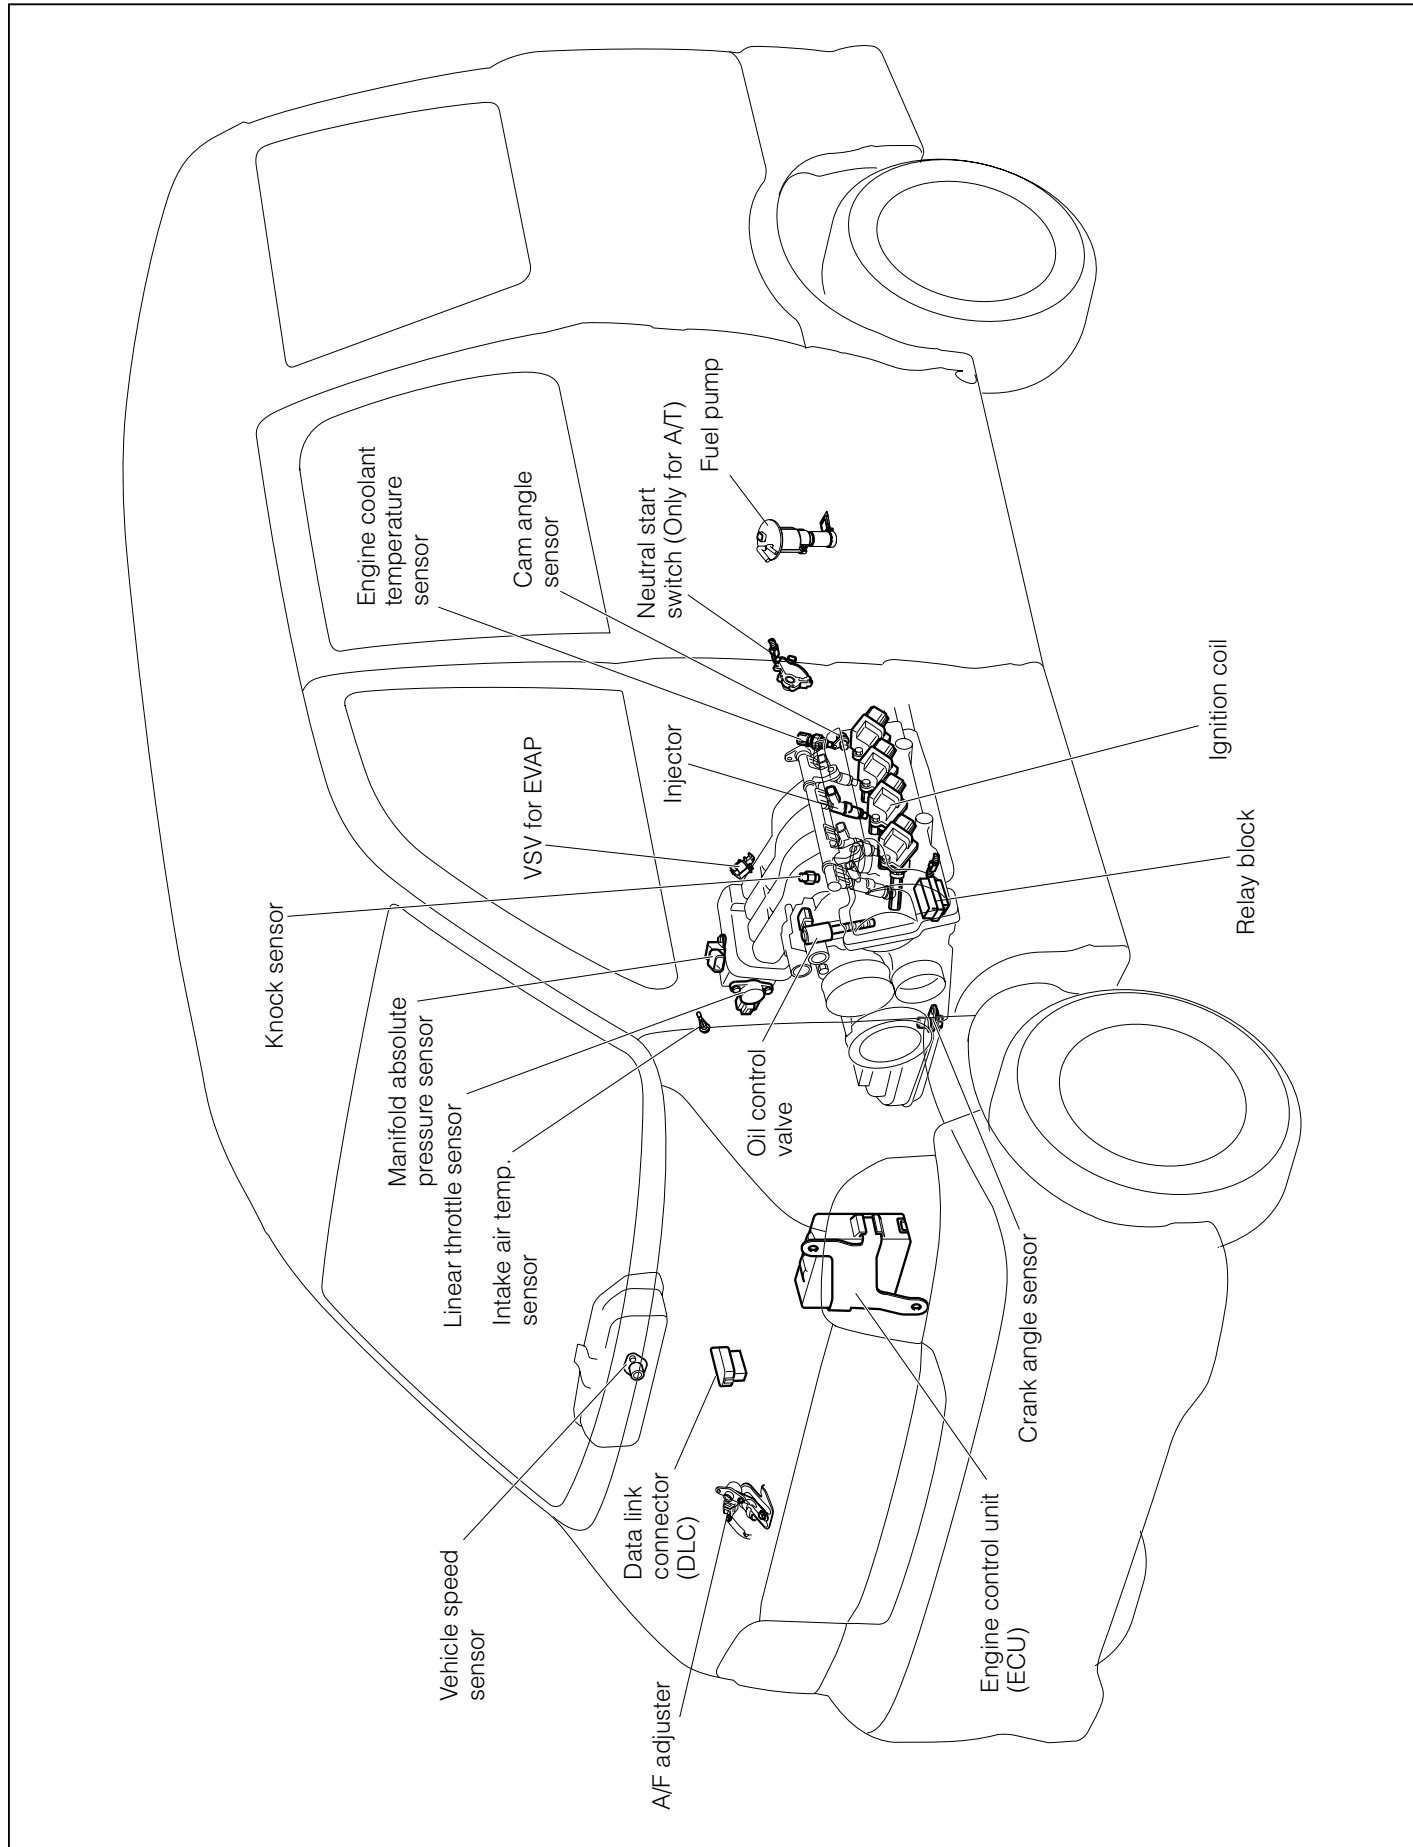 Knock sensor
Engine coolant
temperature
sensor
Cam angle
sensor
VSV for EVAP
Manifold absolute
pressure sensor
Linear throttle sensor
Intake air temp.
sensor
Injector
Neutral start
switch (Only for A/T)
Fuel pump
Vehicle speed
sensor
Data link
connector
(DLC)
A/F adjuster
Oil control
valve
Engine control unit
(ECU)
Crank angle sensor
Relay block
Ignition coil